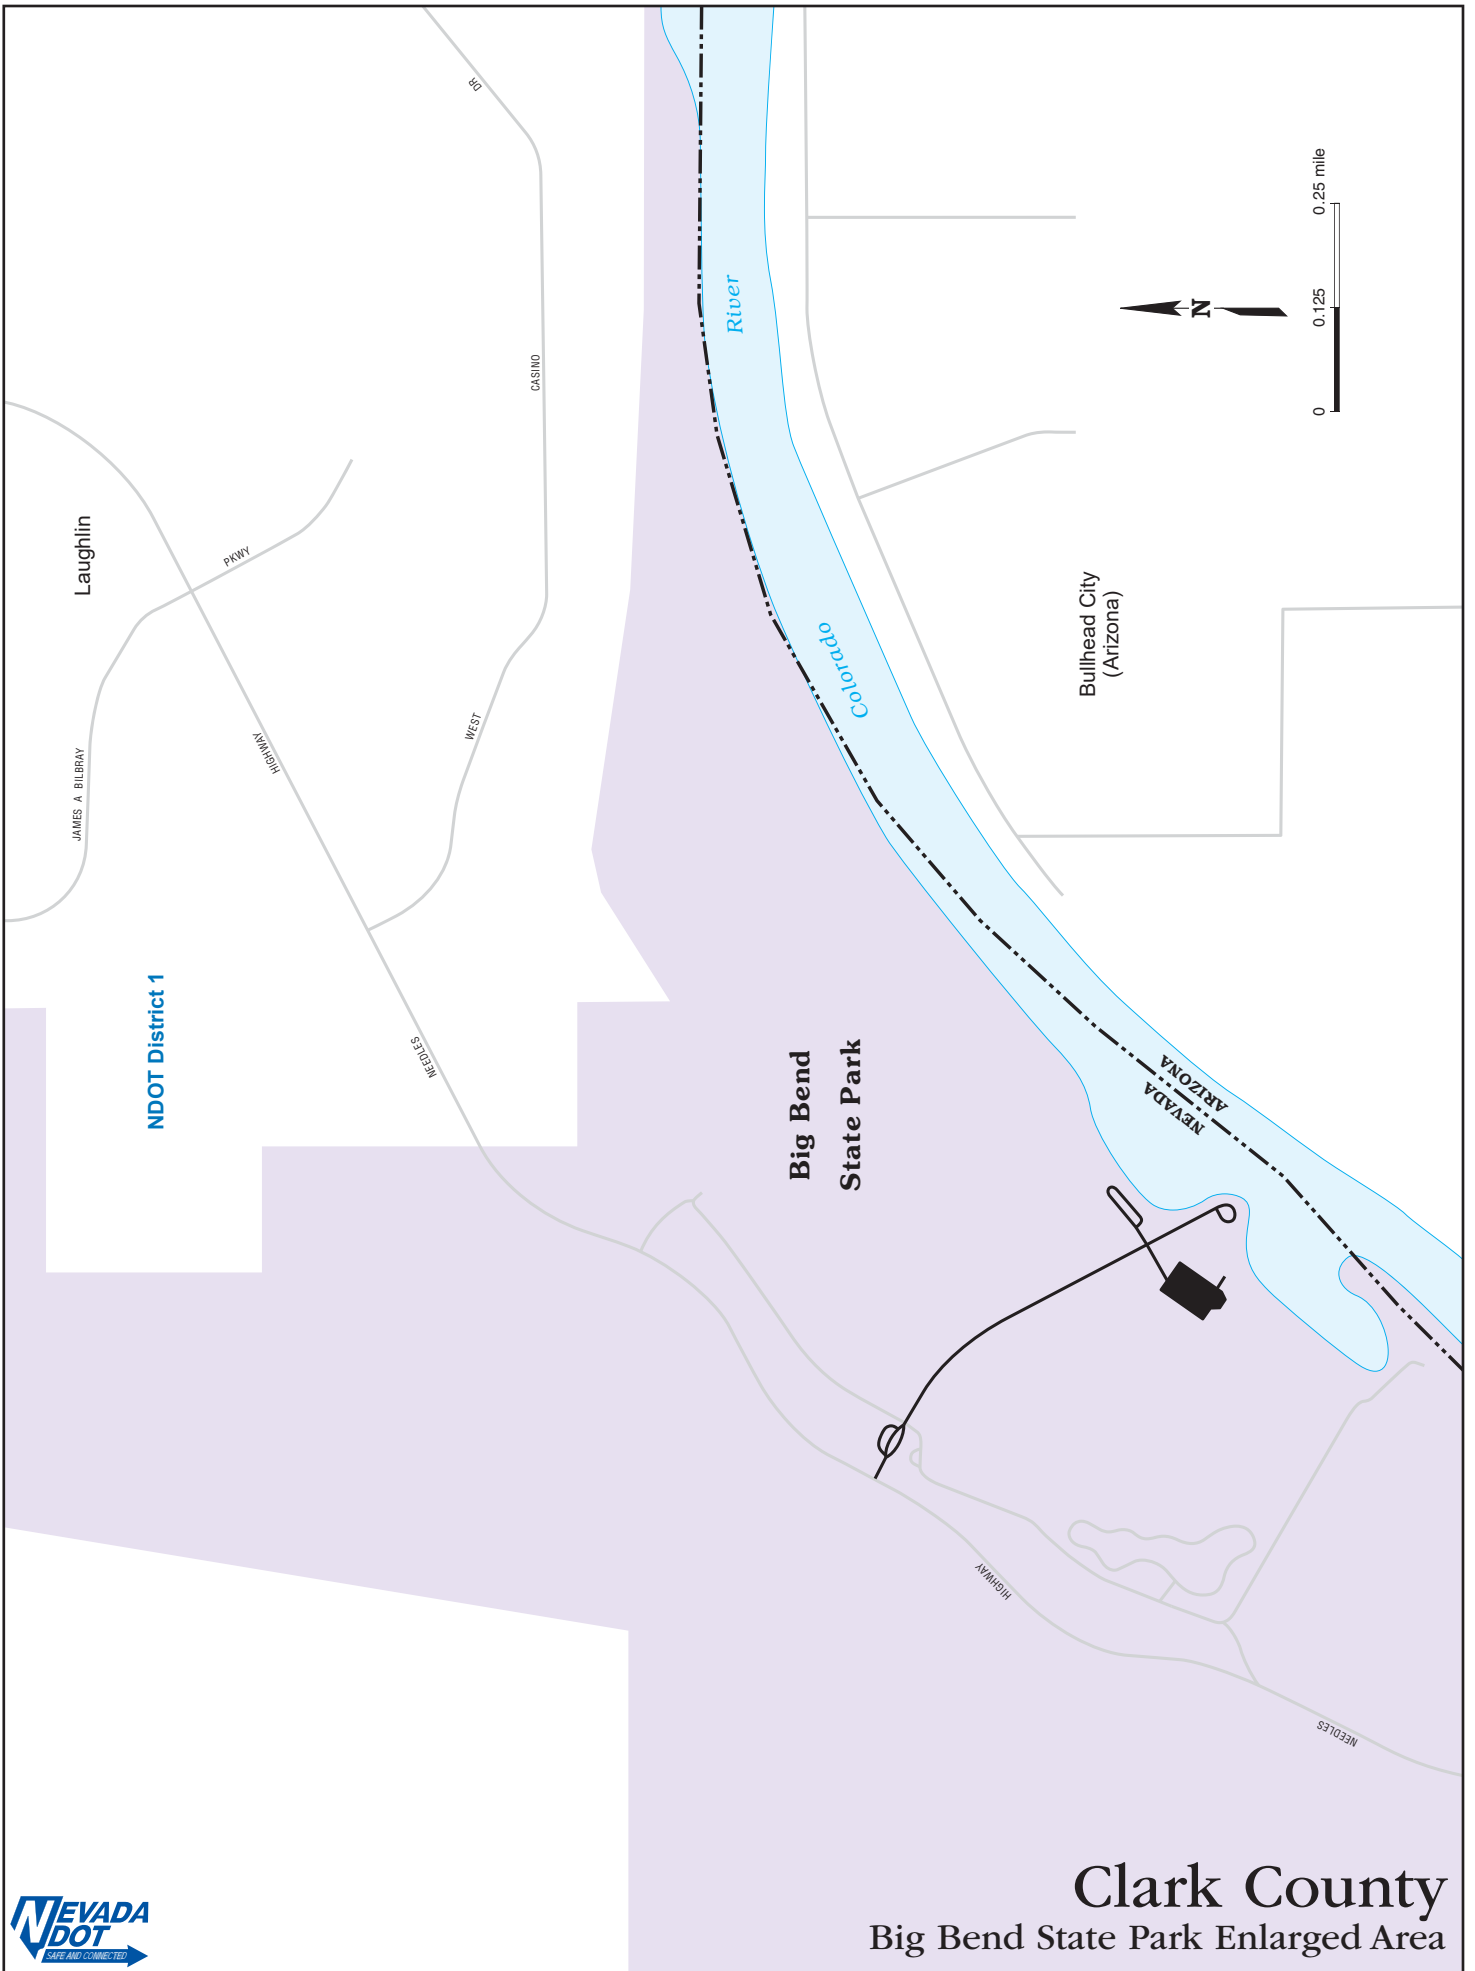 DR
CASINO
River
0.25 mile
0.125
0
N
Laughlin
PKWY
JAMES A BILBRAY
HIGHWAY
WEST
Colorado
Bullhead City
(Arizona)
NDOT District 1
NEEDLES
Big Bend
State Park
NEVADA
ARIZONA
HIGHWAY
NEEDLES
Clark County
Big Bend State Park Enlarged Area
NEVADA
DOT
SAFE AND CONNECTED